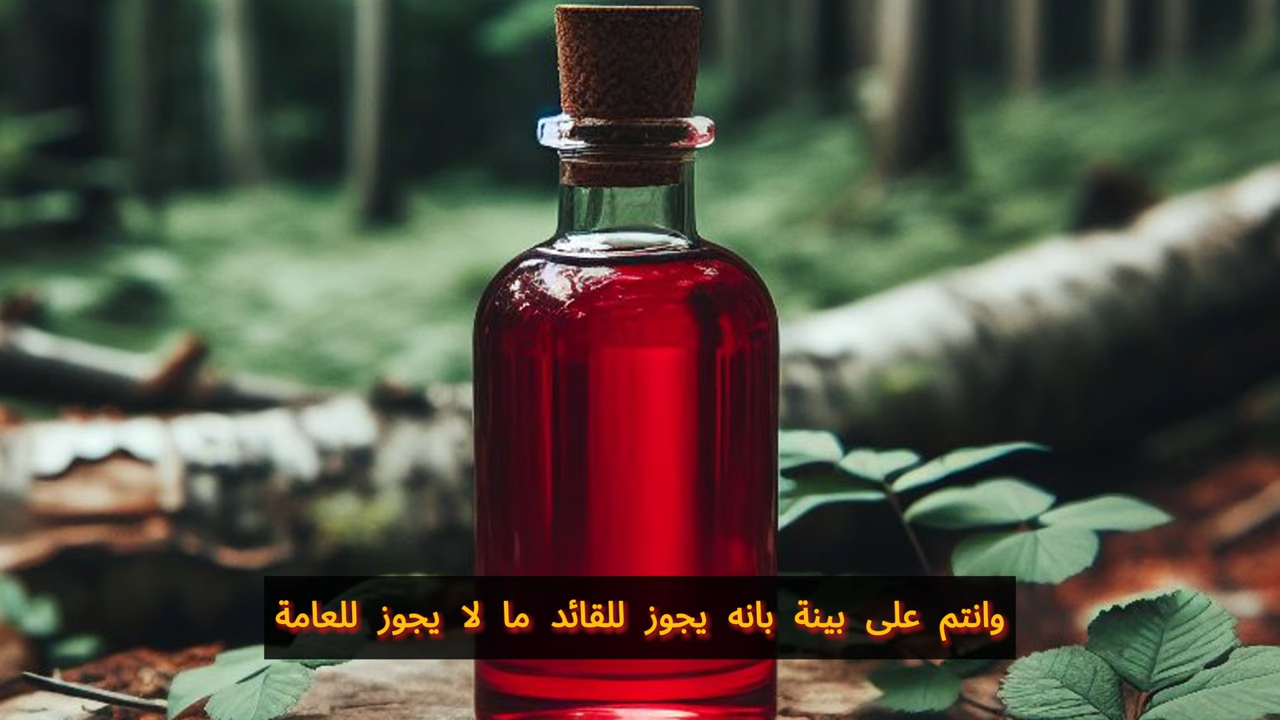 وانتم على بينة بانه يجوز للقائد ما لا يجوز للعامة